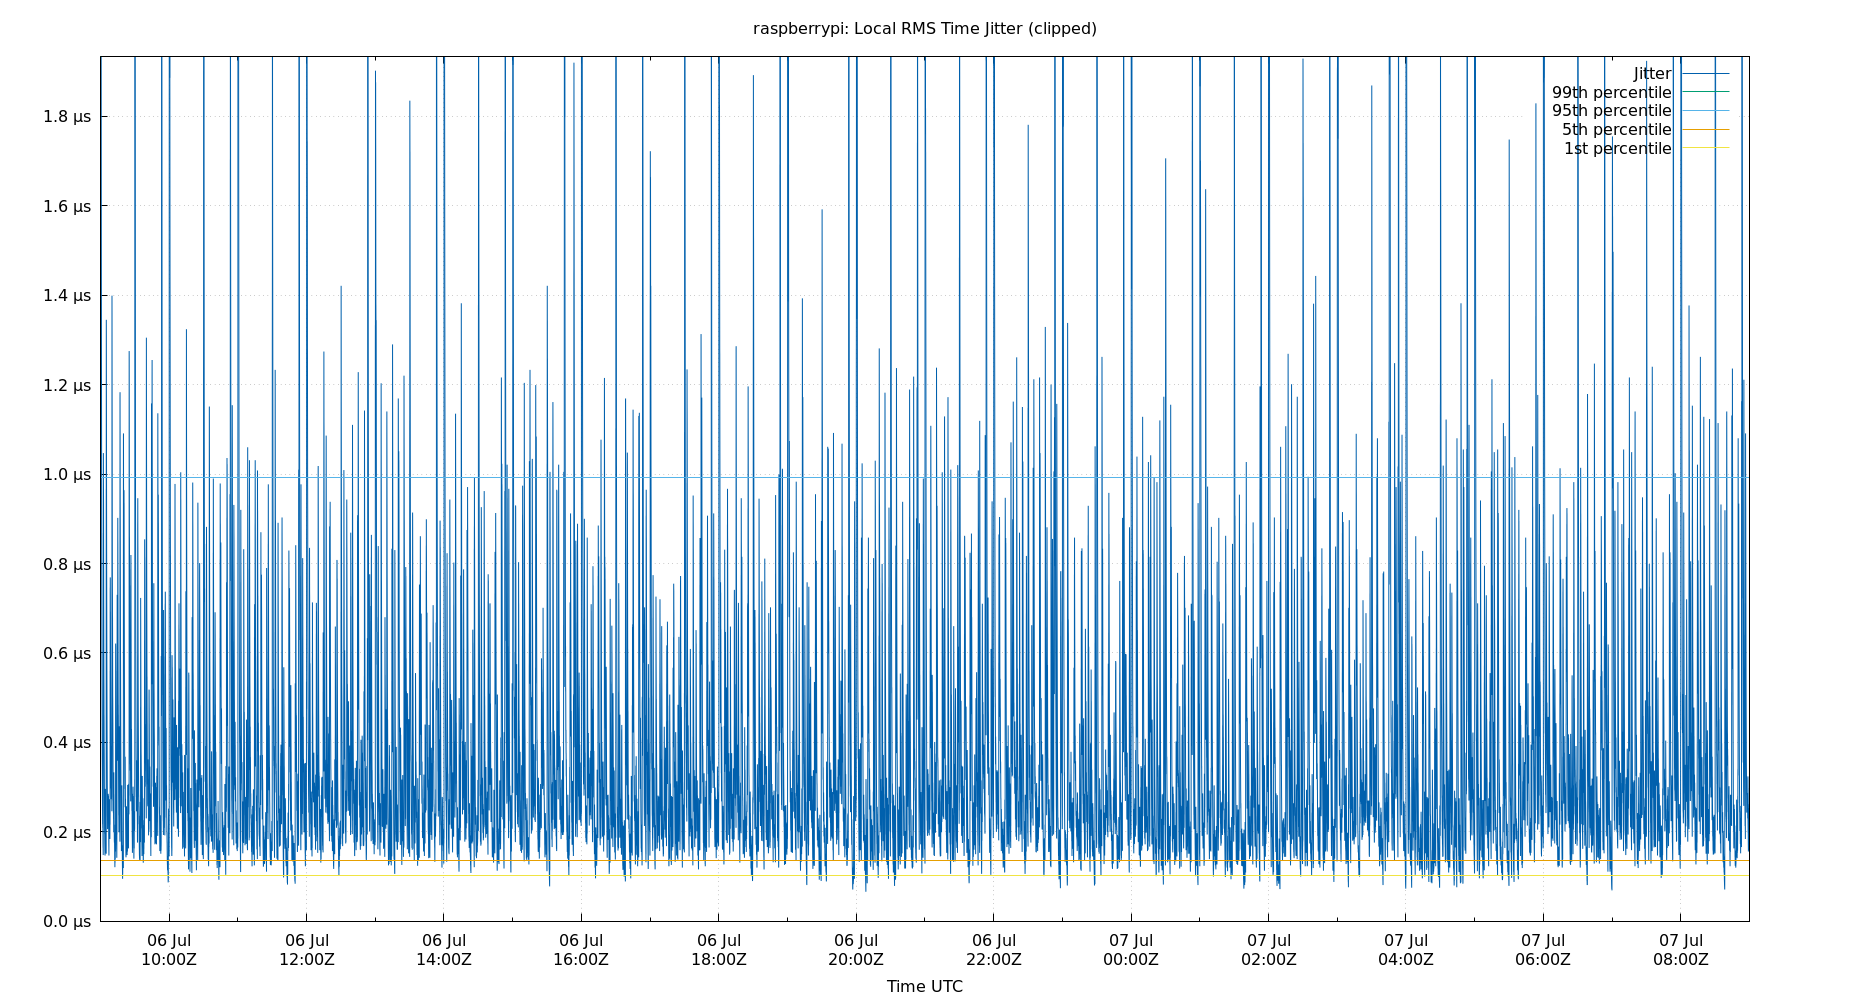 raspberrypi: Local RMS Time Jitter (clipped)
Jitter
99th percentile
95th percentile
5th percentile
1st percentile
1.8 µs
1.6 µs
1.4 µs
1.2 µs
1.0 µs
0.8 µs
0.6 µs
0.4 µs
0.2 µs
0.0 µs
06 Jul 06 Jul 06 Jul 06 Jul 06 Jul 06 Jul 06 Jul 07 Jul 07 Jul 07 Jul 07 Jul 07 Jul
10:00Z 12:00Z 14:00Z 16:00Z 18:00Z 20:00Z 22:00Z 00:00Z 02:00Z 04:00Z 06:00Z 08:00Z
Time UTC